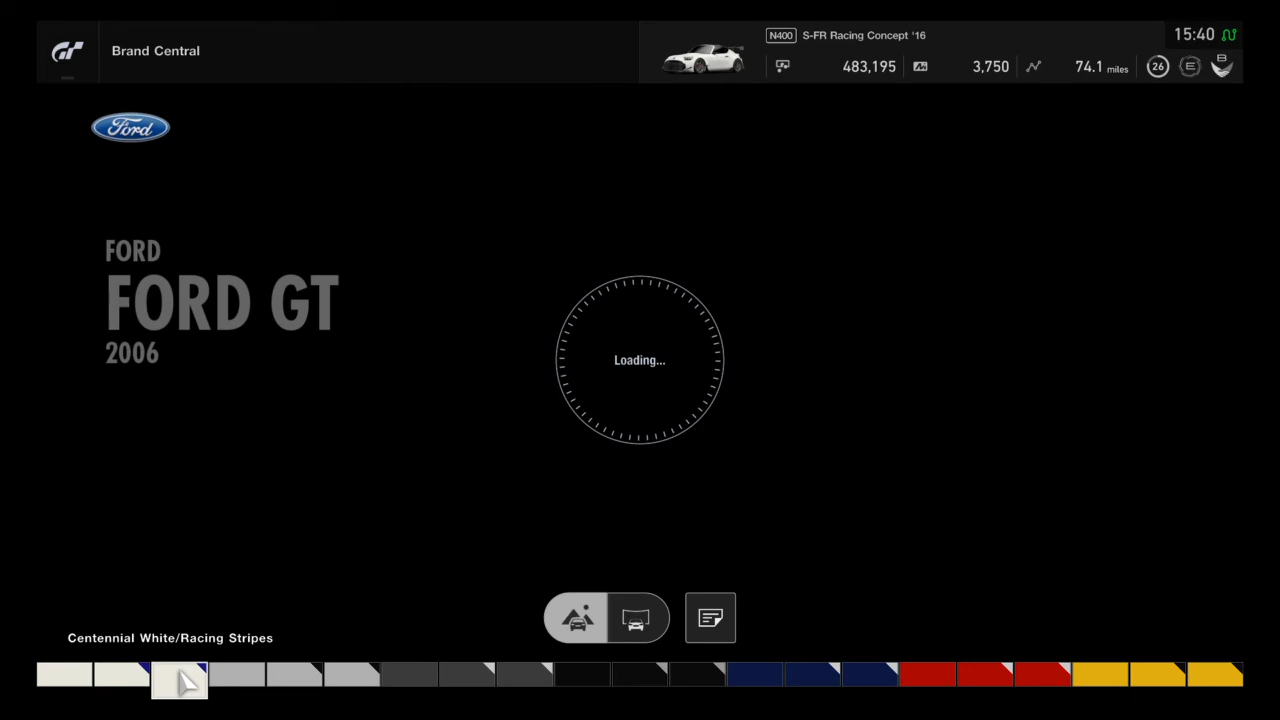 Brand Central
N400 S-FR Racing Concept '16
15:40
483,195
3,750
74.1 miles
26
E
B
Ford
FORD
FORD GT
2006
Loading...
Centennial White/Racing Stripes